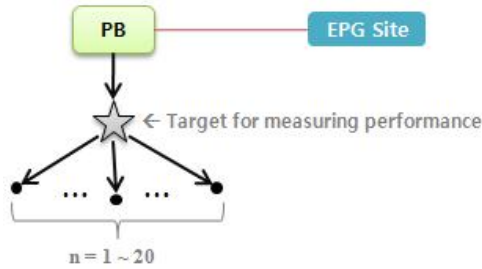 PB
EPG Site
← Target for measuring performance
... ...
n = 1 ~ 20